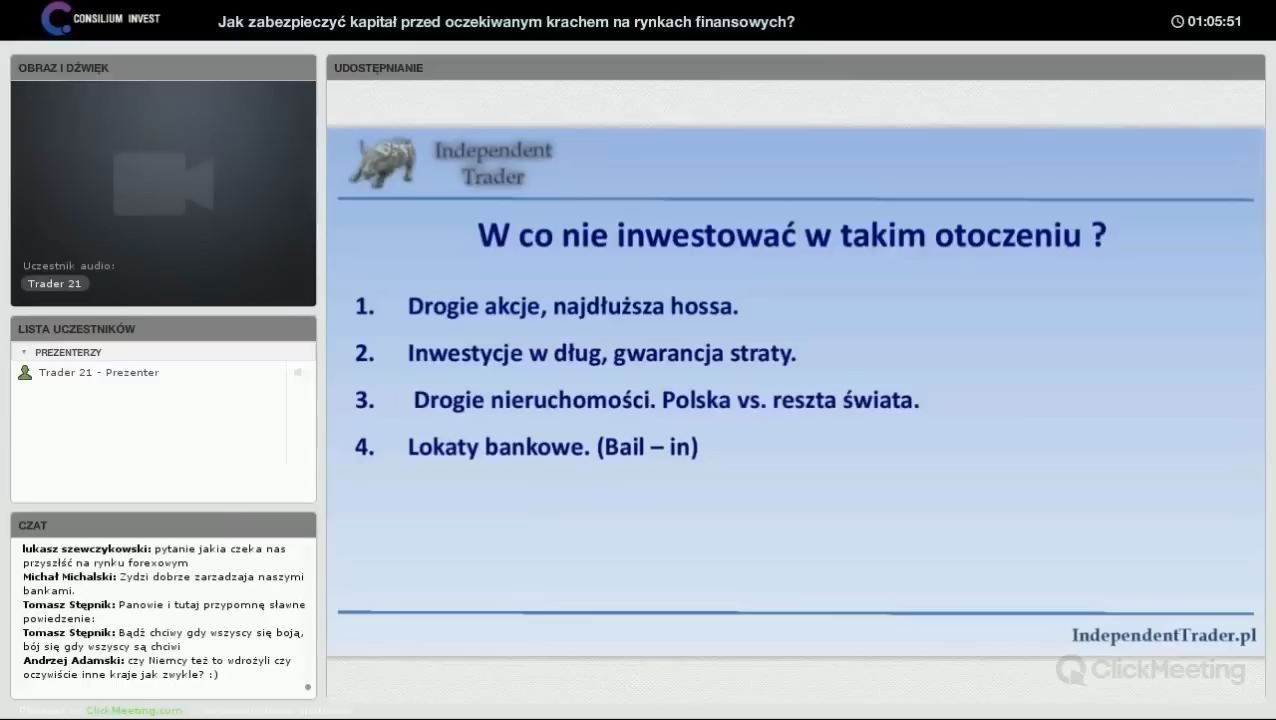 CONSILIUM INVEST
Jak zabezpieczyć kapitał przed oczekiwanym krachem na rynkach finansowych?
01:05:51
OBRAZ I DŹWIĘK
Uczestnik audio:
Trader 21
LISTA UCZESTNIKÓW
PREZENTERZY
Trader 21 - Prezenter
CZAT
lukasz szewczykowski: pytanie jakia czeka nas
przyszłść na rynku forexowym
Michał Michalski: Zydzi dobrze zarzadzaja naszymi
bankami.
Tomasz Stępnik: Panowie i tutaj przypomnę sławne
powiedzenie:
Tomasz Stępnik: Bądź chciwy gdy wszyscy się boją,
bój się gdy wszyscy są chciwi
Andrzej Adamski: czy Niemcy też to wdrożyli czy
oczywiście inne kraje jak zwykle? :)
ClickMeeting.com
UDOSTĘPNIANIE
Independent
Trader
W co nie inwestować w takim otoczeniu ?
1. Drogie akcje, najdłuższa hossa.
2. Inwestycje w dług, gwarancja straty.
3. Drogie nieruchomości. Polska vs. reszta świata.
4. Lokaty bankowe. (Bail – in)
IndependentTrader.pl
ClickMeeting